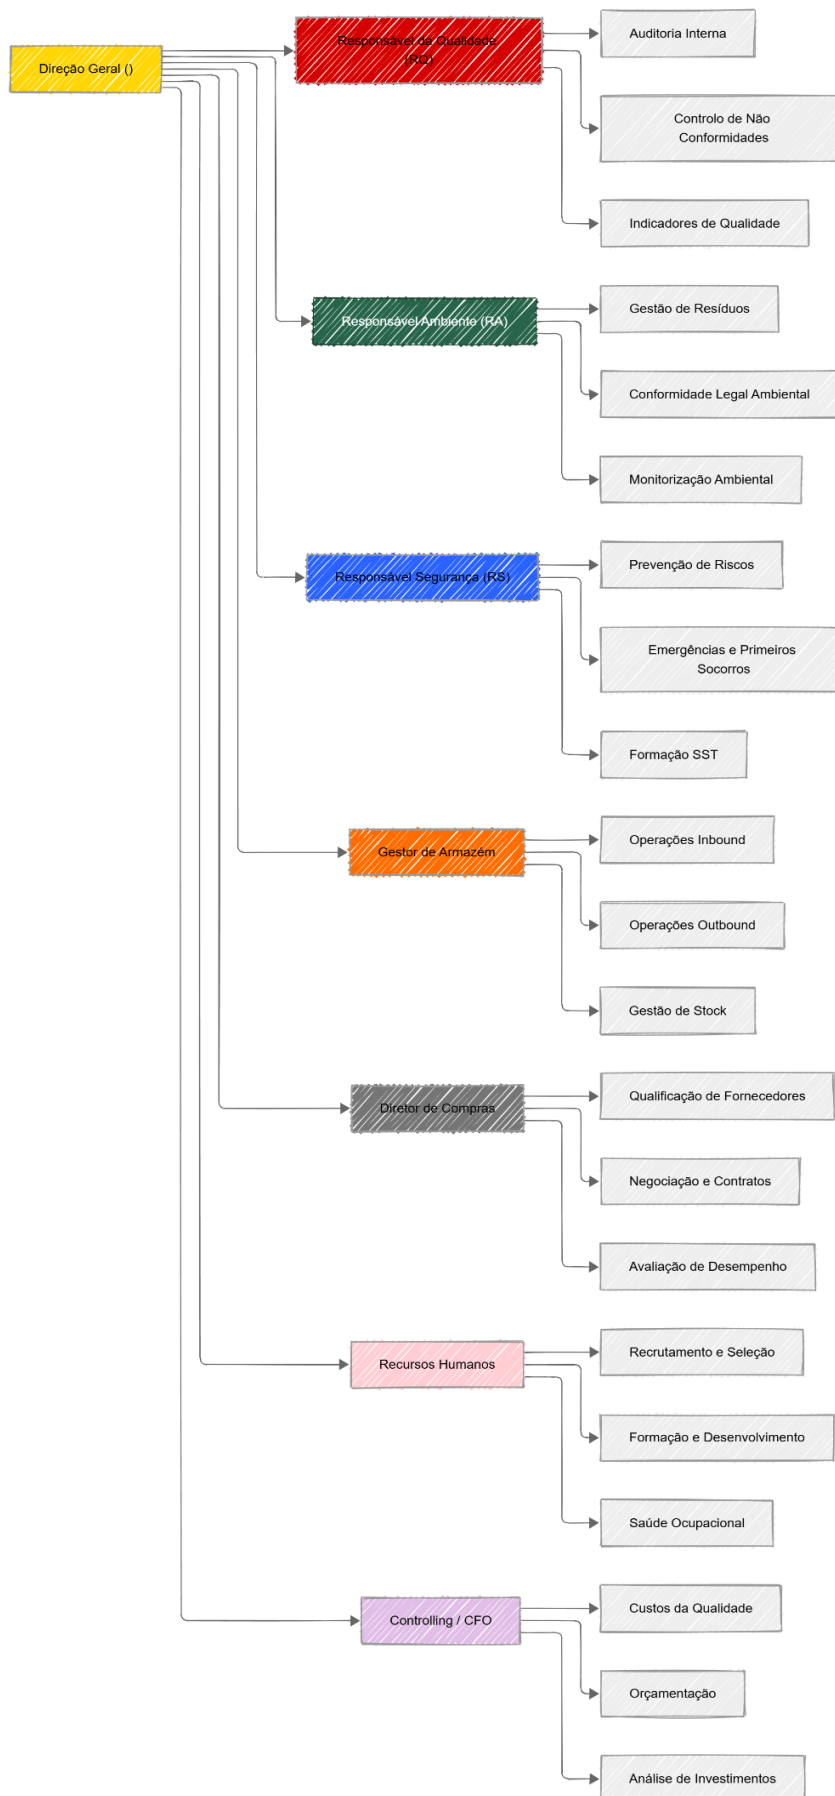 Direção Geral ()
Responsável da Qualidade
(RQ)
Auditoria Interna
Controlo de Não
Conformidades
Indicadores de Qualidade
Responsável Ambiente (RA)
Gestão de Resíduos
Conformidade Legal Ambiental
Monitorização Ambiental
Responsável Segurança (RS)
Prevenção de Riscos
Emergências e Primeiros
Socorros
Formação SST
Gestor de Armazém
Operações Inbound
Operações Outbound
Gestão de Stock
Diretor de Compras
Qualificação de Fornecedores
Negociação e Contratos
Avaliação de Desempenho
Recursos Humanos
Recrutamento e Seleção
Formação e Desenvolvimento
Saúde Ocupacional
Controlling / CFO
Custos da Qualidade
Orçamentação
Análise de Investimentos